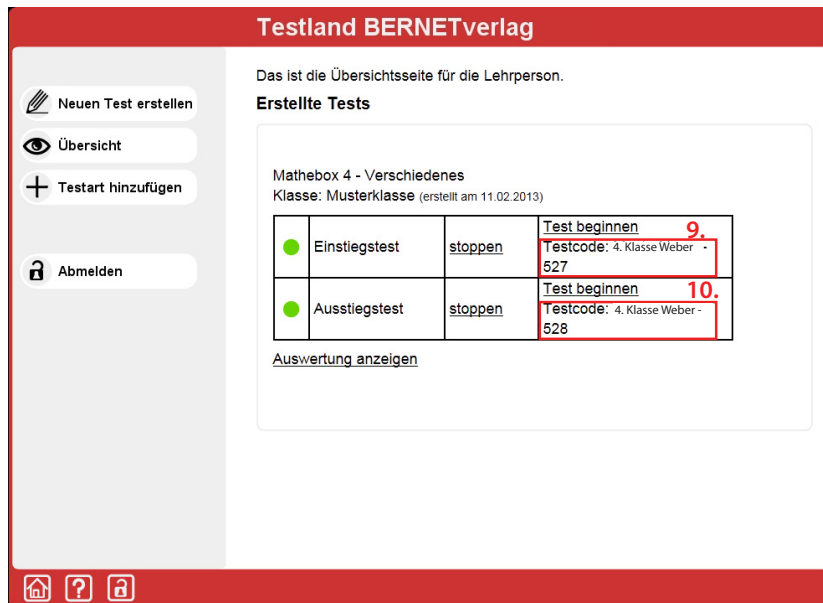 Testland BERNETverlag
Neuen Test erstellen
Übersicht
Testart hinzufügen
Abmelden
Das ist die Übersichtsseite für die Lehrperson.
Erstellte Tests
Mathebox 4 - Verschiedenes
Klasse: Musterklasse (erstellt am 11.02.2013)
Einstiegstest
stoppen
Test beginnen
9.
Testcode: 4. Klasse Weber -
527
Ausstiegstest
stoppen
Test beginnen
10.
Testcode: 4. Klasse Weber -
528
Auswertung anzeigen